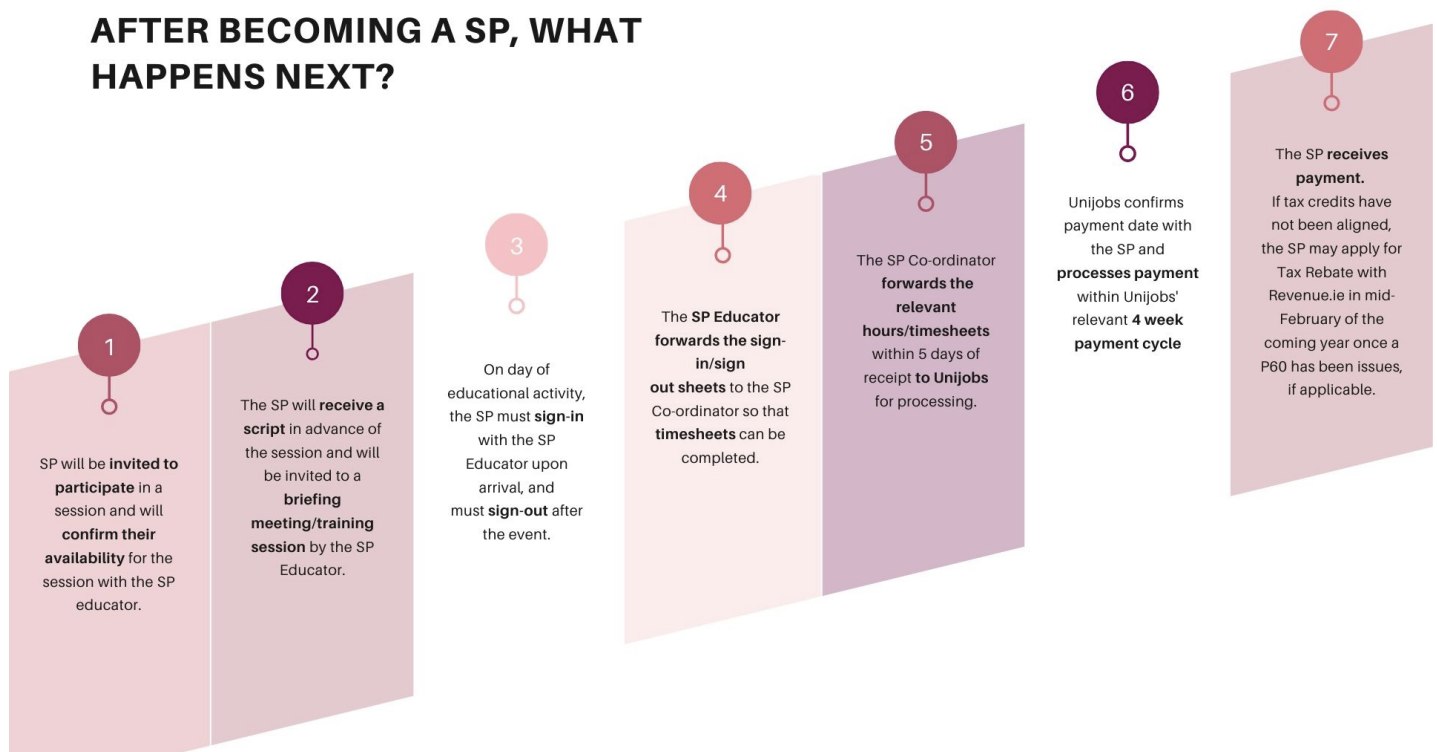 AFTER BECOMING A SP, WHAT
HAPPENS NEXT?
1
SP will be invited to
participate in a
session and will
confirm their
availability for the
session with the SP
educator.
2
The SP will receive a
script in advance of
the session and will
be invited to a
briefing
meeting/training
session by the SP
Educator.
3
On day of
educational activity,
the SP must sign-in
with the SP
Educator upon
arrival, and
must sign-out after
the event.
4
The SP Educator
forwards the sign-
in/sign
out sheets to the SP
Co-ordinator so that
timesheets can be
completed.
5
The SP Co-ordinator
forwards the
relevant
hours/timesheets
within 5 days of
receipt to Unijobs
for processing.
6
Unijobs confirms
payment date with
the SP and
processes payment
within Unijobs'
relevant 4 week
payment cycle
7
The SP receives
payment.
If tax credits have
not been aligned,
the SP may apply for
Tax Rebate with
Revenue.ie in mid-
February of the
coming year once a
P60 has been issues,
if applicable.